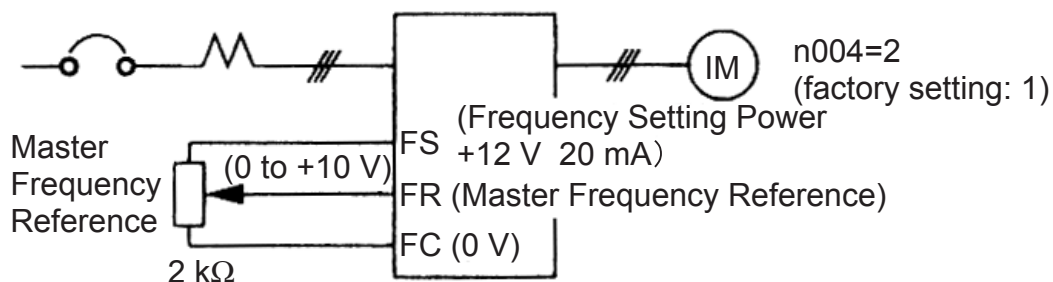 IM
n004=2
(factory setting: 1)
Master
Frequency
Reference
(0 to +10 V)
2 kΩ
FS (Frequency Setting Power
+12 V 20 mA）
FR (Master Frequency Reference)
FC (0 V)